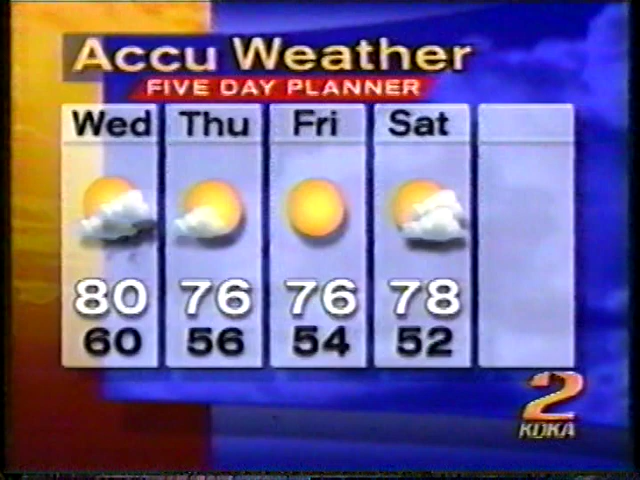 Accu Weather
FIVE DAY PLANNER
Wed Thu Fri Sat
80 76 76 78
60 56 54 52
2
KDKA